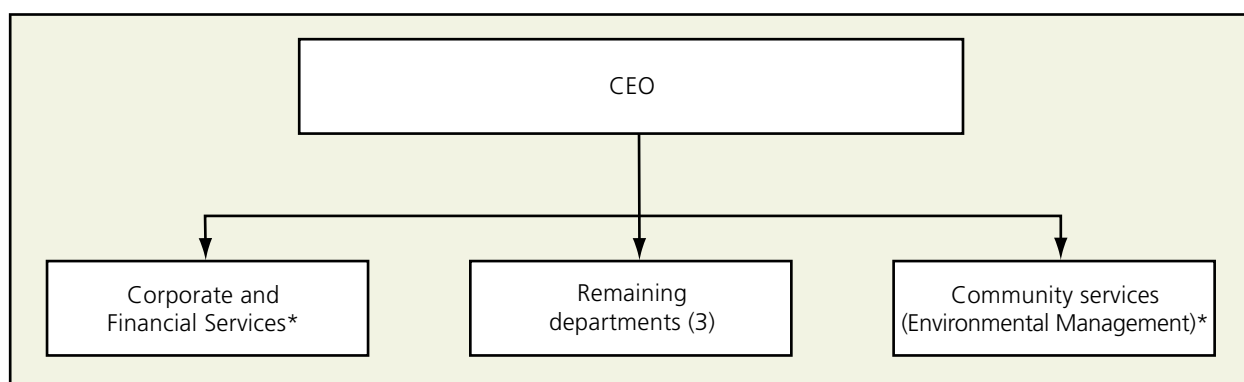 CEO
Corporate and
Financial Services*
Remaining
departments (3)
Community services
(Environmental Management)*